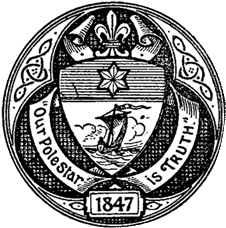 "Our Pole Star
is TRUTH."
1847